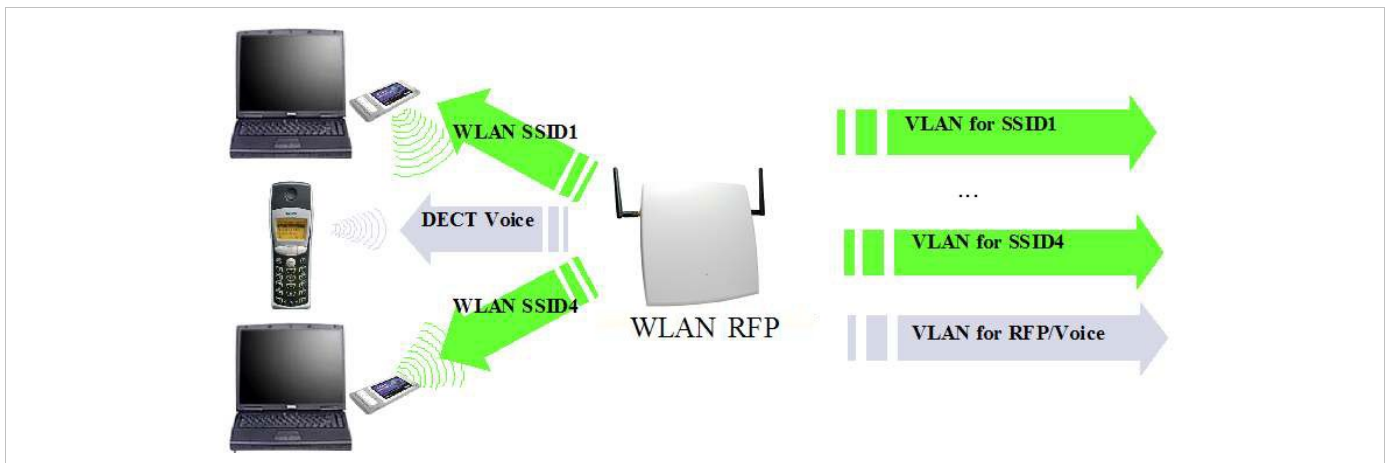 WLAN SSID1
DECT Voice
WLAN SSID4
WLAN RFP
VLAN for SSID1
...
VLAN for SSID4
VLAN for RFP/Voice